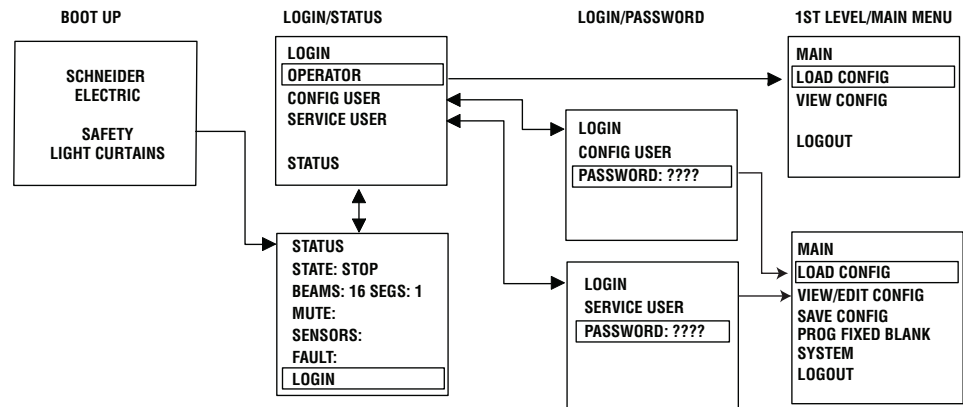 BOOT UP
LOGIN/STATUS
LOGIN/PASSWORD
1ST LEVEL/MAIN MENU
SCHNEIDER
ELECTRIC
SAFETY
LIGHT CURTAINS
LOGIN
OPERATOR
CONFIG USER
SERVICE USER
STATUS
STATUS
STATE: STOP
BEAMS: 16 SEGS: 1
MUTE:
SENSORS:
FAULT:
LOGIN
LOGIN
CONFIG USER
PASSWORD: ????
LOGIN
SERVICE USER
PASSWORD: ????
MAIN
LOAD CONFIG
VIEW CONFIG
LOGOUT
MAIN
LOAD CONFIG
VIEW/EDIT CONFIG
SAVE CONFIG
PROG FIXED BLANK
SYSTEM
LOGOUT